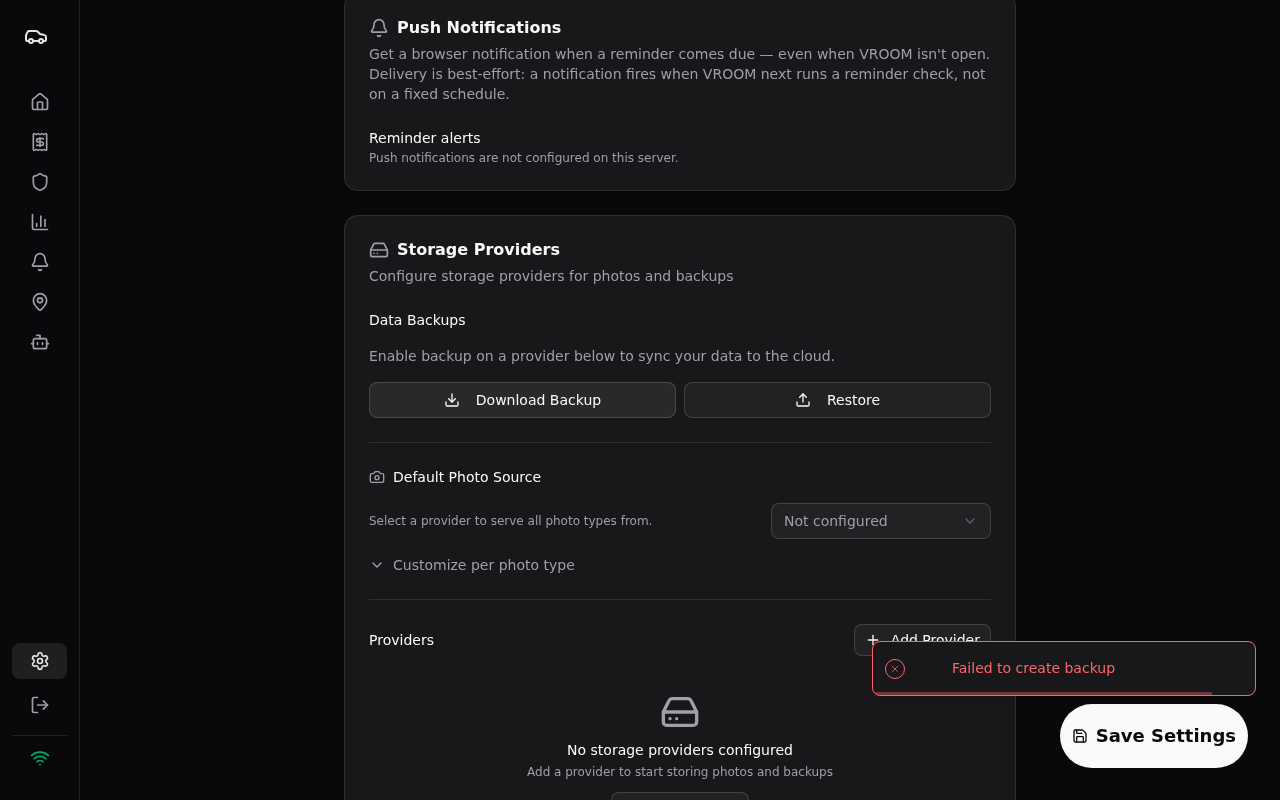 Push Notifications
Get a browser notification when a reminder comes due — even when VROOM isn't open.
Delivery is best-effort: a notification fires when VROOM next runs a reminder check, not
on a fixed schedule.
Reminder alerts
Push notifications are not configured on this server.
Storage Providers
Configure storage providers for photos and backups
Data Backups
Enable backup on a provider below to sync your data to the cloud.
Download Backup
Restore
Default Photo Source
Select a provider to serve all photo types from.
Not configured
Customize per photo type
Providers
Add Provider
Failed to create backup
No storage providers configured
Add a provider to start storing photos and backups
Save Settings